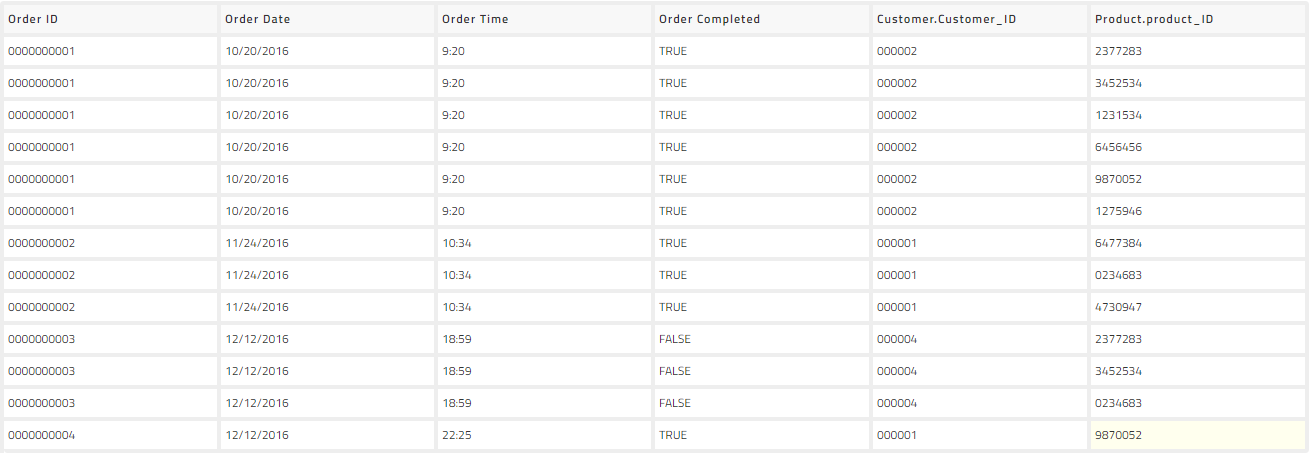 Order ID Order Date Order Time Order Completed Customer.Customer_ID Product.product_ID
0000000001 10/20/2016 9:20 TRUE 000002 2377283
0000000001 10/20/2016 9:20 TRUE 000002 3452534
0000000001 10/20/2016 9:20 TRUE 000002 1231534
0000000001 10/20/2016 9:20 TRUE 000002 6456456
0000000001 10/20/2016 9:20 TRUE 000002 9870052
0000000001 10/20/2016 9:20 TRUE 000002 1275946
0000000002 11/24/2016 10:34 TRUE 000001 6477384
0000000002 11/24/2016 10:34 TRUE 000001 0234683
0000000002 11/24/2016 10:34 TRUE 000001 4730947
0000000003 12/12/2016 18:59 FALSE 000004 2377283
0000000003 12/12/2016 18:59 FALSE 000004 3452534
0000000003 12/12/2016 18:59 FALSE 000004 0234683
0000000004 12/12/2016 22:25 TRUE 000001 9870052